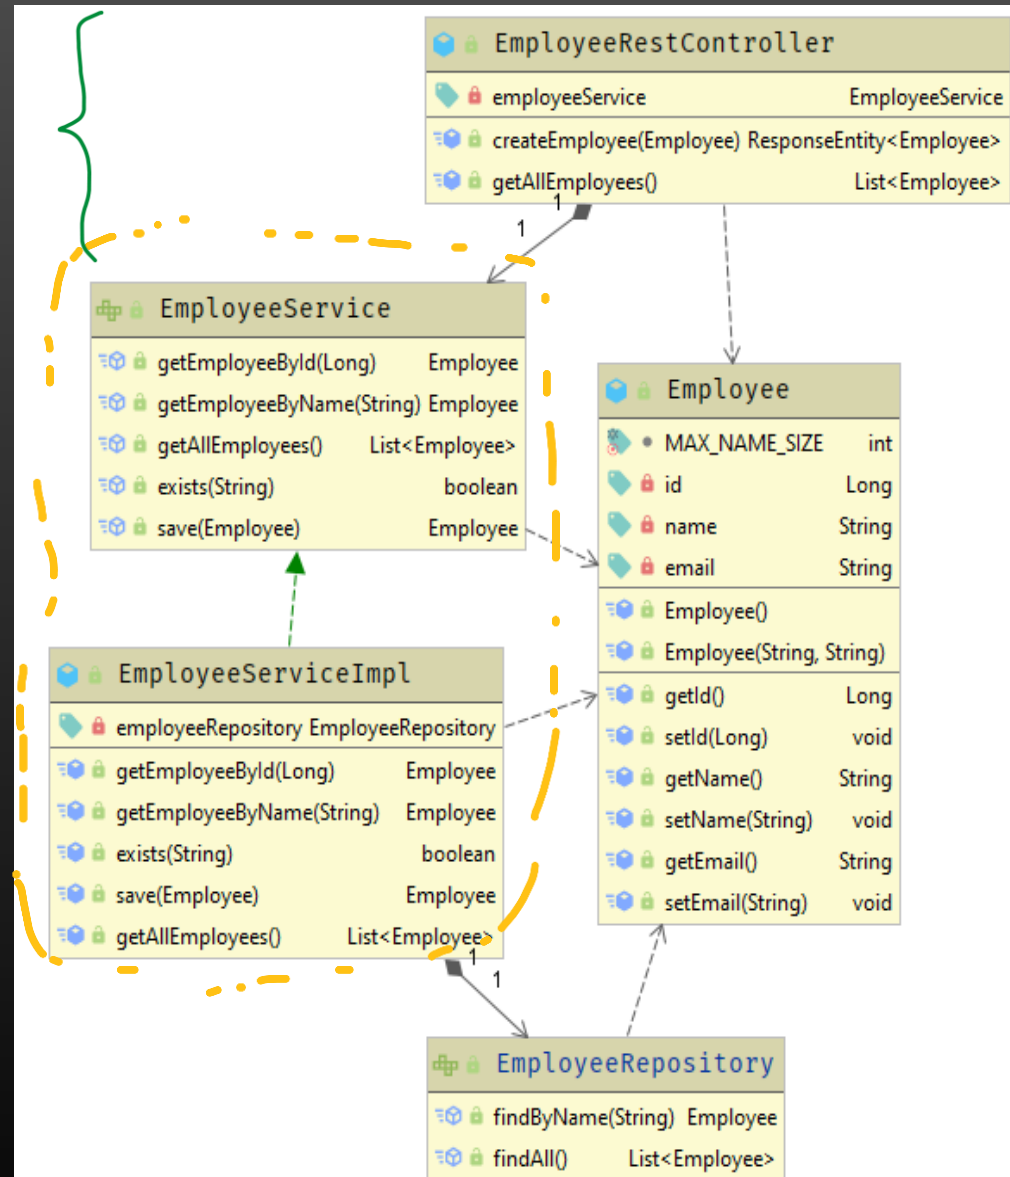 EmployeeRestController
employeeService EmployeeService
createEmployee(Employee) ResponseEntity<Employee>
getAllEmployees() List<Employee>
1
1
EmployeeService
getEmployeeById(Long) Employee
getEmployeeByName(String) Employee
getAllEmployees() List<Employee>
exists(String) boolean
save(Employee) Employee
Employee
MAX_NAME_SIZE int
id Long
name String
email String
Employee()
Employee(String, String)
getId() Long
setId(Long) void
getName() String
setName(String) void
getEmail() String
setEmail(String) void
EmployeeServiceImpl
employeeRepository EmployeeRepository
getEmployeeById(Long) Employee
getEmployeeByName(String) Employee
exists(String) boolean
save(Employee) Employee
getAllEmployees() List<Employee>
1
1
EmployeeRepository
findByName(String) Employee
findAll() List<Employee>